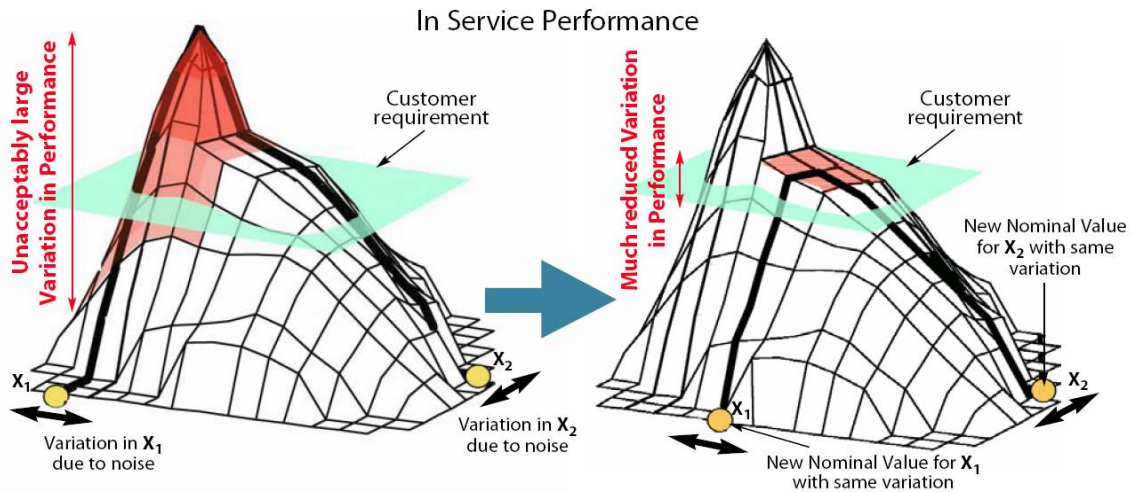 In Service Performance
Unacceptably large
Variation in Performance
Customer
requirement
X₁
X₂
Variation in X₁
due to noise
Variation in X₂
due to noise
Much reduced Variation
in Performance
Customer
requirement
New Nominal Value
for X₂ with same
variation
X₁
X₂
New Nominal Value for X₁
with same variation